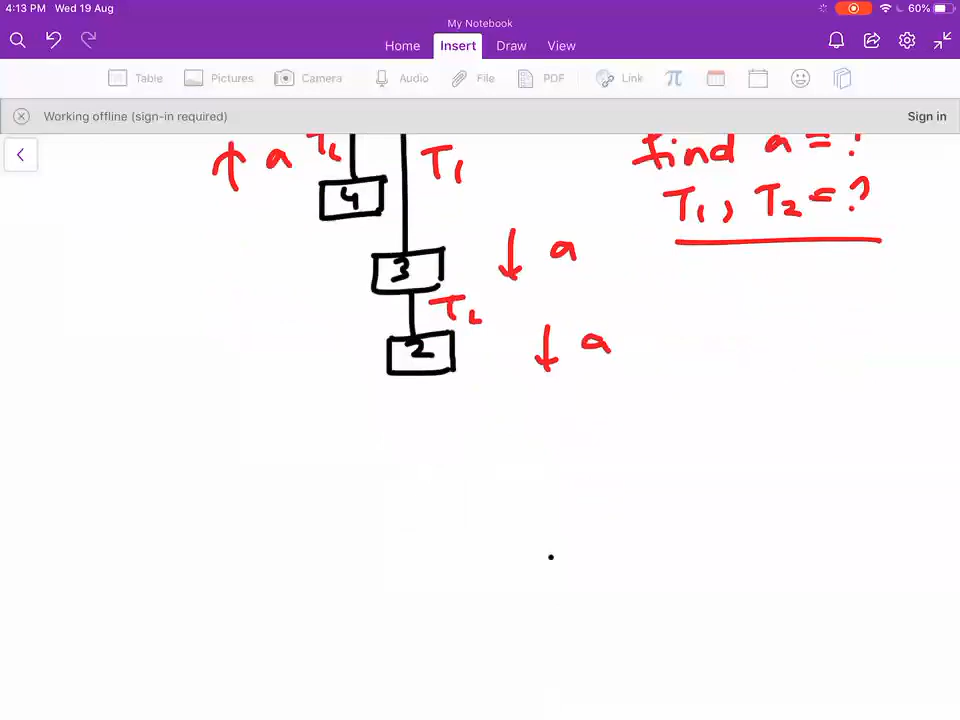 4:13 PM Wed 19 Aug
60%
My Notebook
Home Insert Draw View
Table Pictures Camera Audio File PDF Link π
Working offline (sign-in required) Sign in
↑ a T₁ T₁ find a = ?
4 T₁, T₂ = ?
↓ a
3
T₂
2 ↓ a